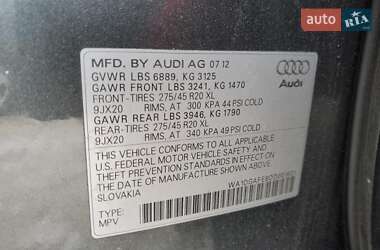 auto RIA
MFD. BY AUDI AG 07 12
GVWR LBS 6889, KG 3125
GAWR FRONT LBS 3241, KG 1470
FRONT-TIRES 275/45 R20 XL
9JX20 RIMS, AT 300 KPA 44 PSI COLD
GAWR REAR LBS 3946, KG 1790
REAR-TIRES 275/45 R20 XL
9JX20 RIMS, AT 340 KPA 49 PSI COLD
Audi
THIS VEHICLE CONFORMS TO ALL APPLICABLE
U.S. FEDERAL MOTOR VEHICLE SAFETY AND
THEFT PREVENTION STANDARDS IN EFFECT ON THE
DATE OF MANUFACTURE SHOWN ABOVE.
SLOVAKIA
TYPE:
MPV